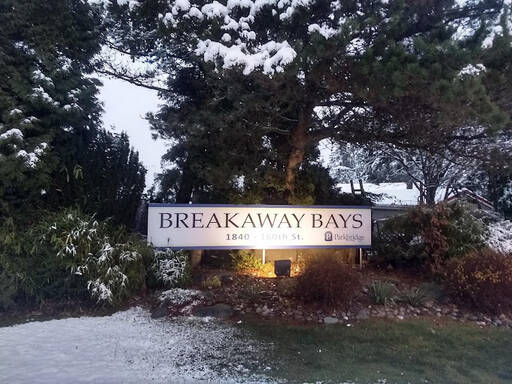 BREAKAWAY BAYS
1840 - 160th St.
Parkbridge